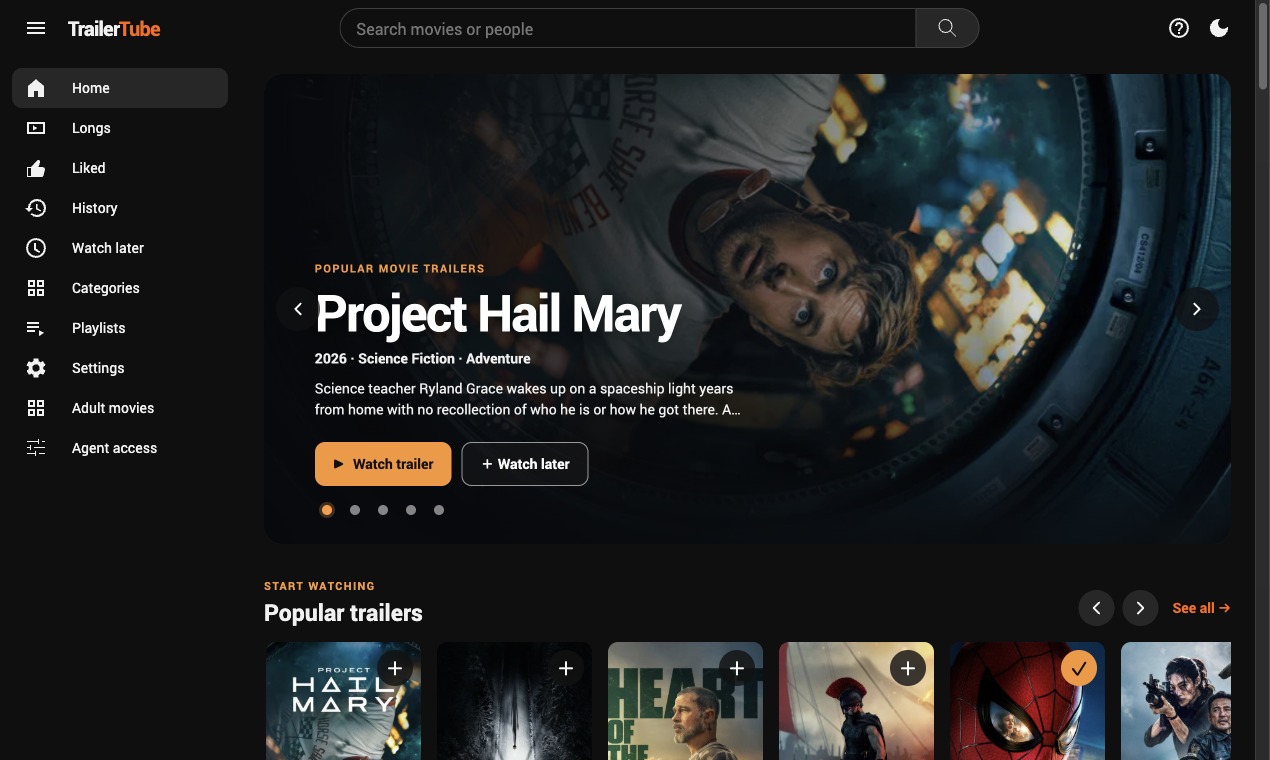 TrailerTube
Search movies or people
Home
Longs
Liked
History
Watch later
Categories
Playlists
Settings
Adult movies
Agent access
POPULAR MOVIE TRAILERS
Project Hail Mary
2026 · Science Fiction · Adventure
Science teacher Ryland Grace wakes up on a spaceship light years
from home with no recollection of who he is or how he got there. A...
Watch trailer
+ Watch later
START WATCHING
Popular trailers
See all →
PROJECT
HAIL
MARY
HEART
OF
THE